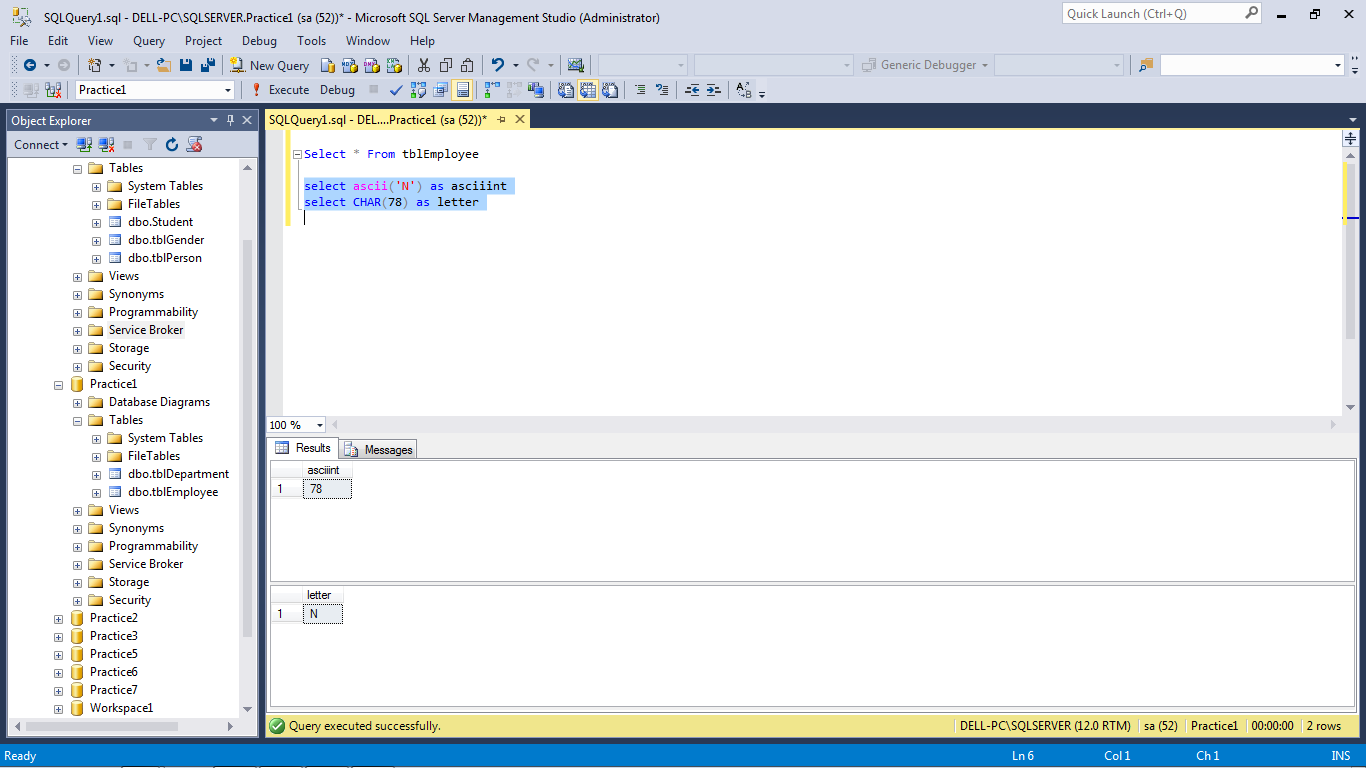 SQLQuery1.sql - DELL-PC\SQLSERVER.Practice1 (sa (52))* - Microsoft SQL Server Management Studio (Administrator)
Quick Launch (Ctrl+Q)
File Edit View Query Project Debug Tools Window Help
New Query Generic Debugger
Practice1 Execute Debug
Object Explorer
SQLQuery1.sql - DEL....Practice1 (sa (52))*
Connect
Tables
System Tables
FileTables
dbo.Student
dbo.tblGender
dbo.tblPerson
Views
Synonyms
Programmability
Service Broker
Storage
Security
Practice1
Database Diagrams
Tables
System Tables
FileTables
dbo.tblDepartment
dbo.tblEmployee
Views
Synonyms
Programmability
Service Broker
Storage
Security
Practice2
Practice3
Practice5
Practice6
Practice7
Workspace1
Select * From tblEmployee
select ascii('N') as asciiint
select CHAR(78) as letter
100 %
Results Messages
asciiint
1 78
letter
1 N
Query executed successfully. DELL-PC\SQLSERVER (12.0 RTM) sa (52) Practice1 00:00:00 2 rows
Ready Ln 6 Col 1 Ch 1 INS